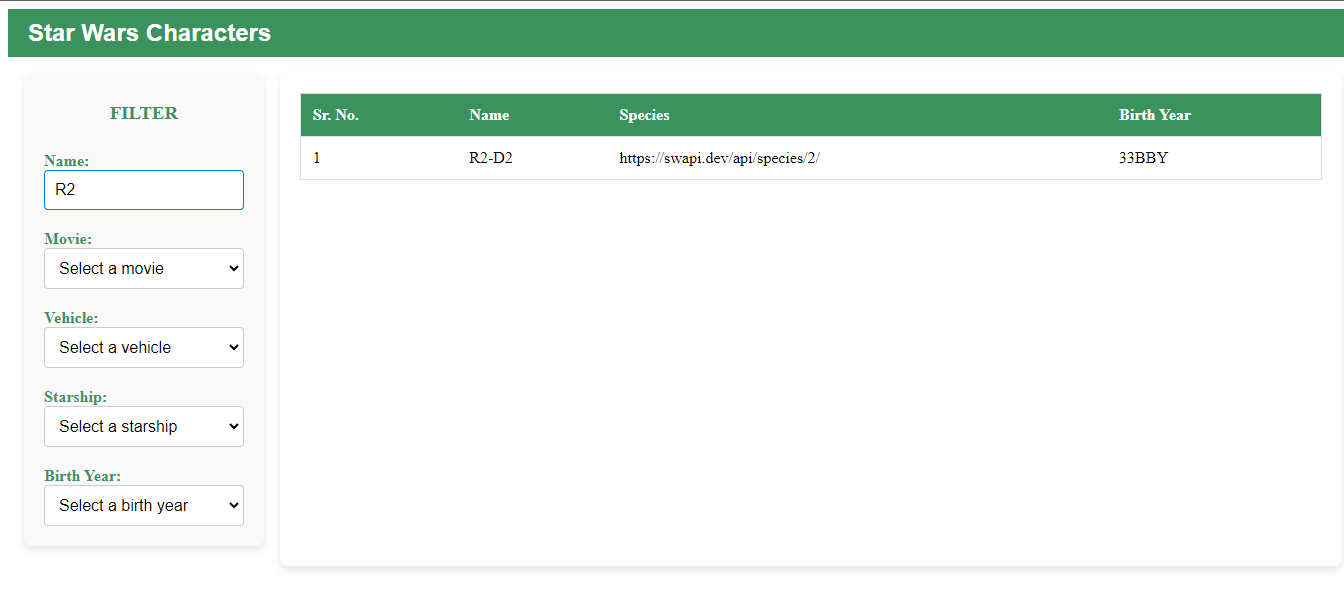 Star Wars Characters
FILTER
Name:
R2
Movie:
Select a movie
Vehicle:
Select a vehicle
Starship:
Select a starship
Birth Year:
Select a birth year
Sr. No. Name Species Birth Year
1 R2-D2 https://swapi.dev/api/species/2/ 33BBY